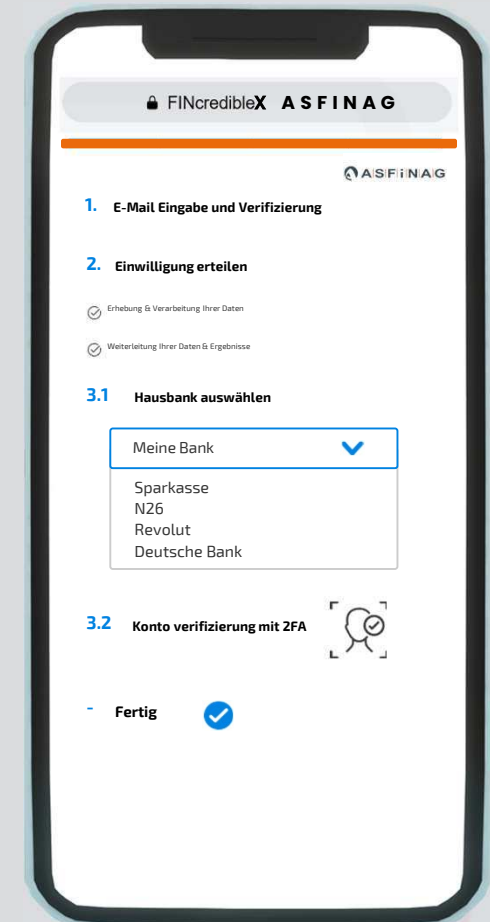 FINcredibleX ASFINAG
ASFiNAG
1. E-Mail Eingabe und Verifizierung
2. Einwilligung erteilen
Erhebung & Verarbeitung Ihrer Daten
Weiterleitung Ihrer Daten & Ergebnisse
3.1 Hausbank auswählen
Meine Bank
Sparkasse
N26
Revolut
Deutsche Bank
3.2 Konto verifizierung mit 2FA
- Fertig